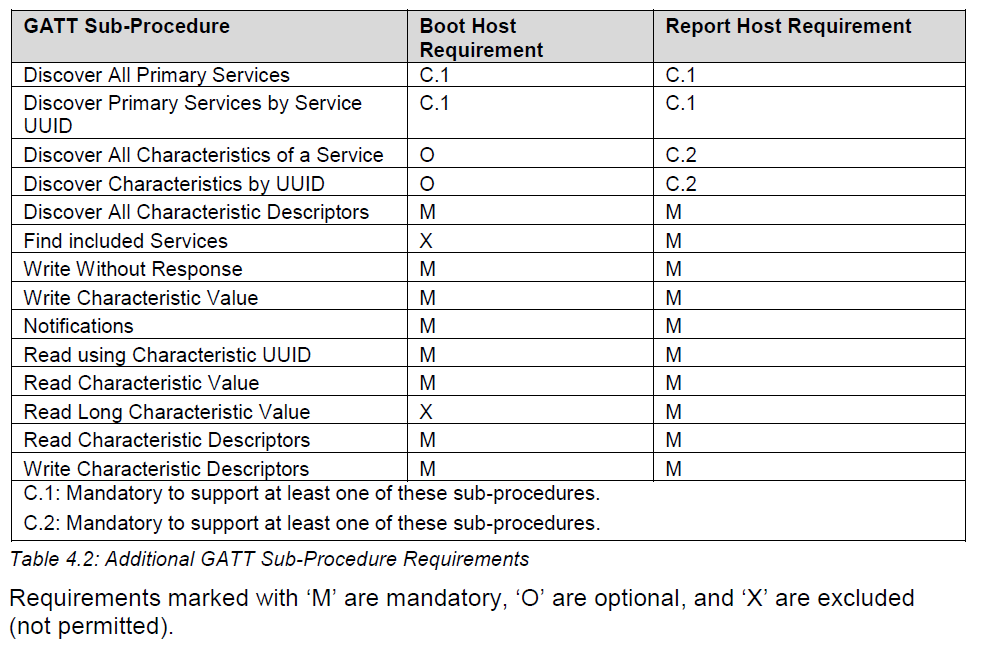 GATT Sub-Procedure Boot Host Requirement Report Host Requirement
Discover All Primary Services C.1 C.1
Discover Primary Services by Service UUID C.1 C.1
Discover All Characteristics of a Service O C.2
Discover Characteristics by UUID O C.2
Discover All Characteristic Descriptors M M
Find included Services X M
Write Without Response M M
Write Characteristic Value M M
Notifications M M
Read using Characteristic UUID M M
Read Characteristic Value M M
Read Long Characteristic Value X M
Read Characteristic Descriptors M M
Write Characteristic Descriptors M M
C.1: Mandatory to support at least one of these sub-procedures.
C.2: Mandatory to support at least one of these sub-procedures.
Table 4.2: Additional GATT Sub-Procedure Requirements
Requirements marked with ‘M’ are mandatory, ‘O’ are optional, and ‘X’ are excluded
(not permitted).